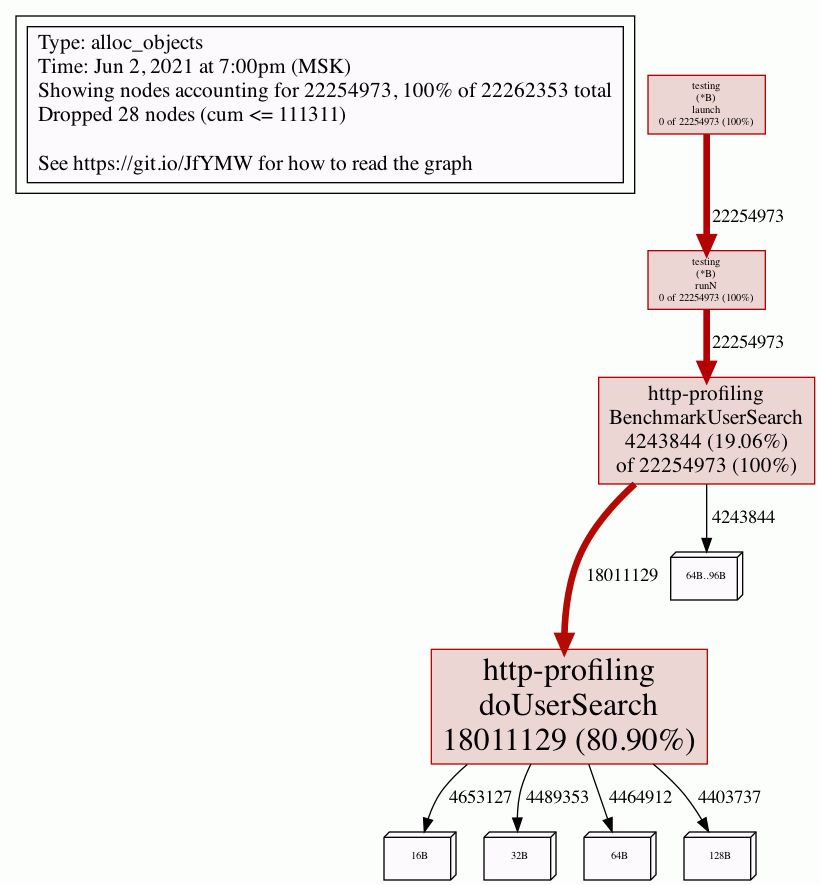 Type: alloc_objects
Time: Jun 2, 2021 at 7:00pm (MSK)
Showing nodes accounting for 22254973, 100% of 22262353 total
Dropped 28 nodes (cum <= 111311)
See https://git.io/JfYMW for how to read the graph
testing
(*B)
launch
0 of 22254973 (100%)
22254973
testing
(*B)
runN
0 of 22254973 (100%)
22254973
http-profiling
BenchmarkUserSearch
4243844 (19.06%)
of 22254973 (100%)
4243844
18011129
64B..96B
http-profiling
doUserSearch
18011129 (80.90%)
4653127
4489353
4464912
4403737
16B
32B
64B
128B